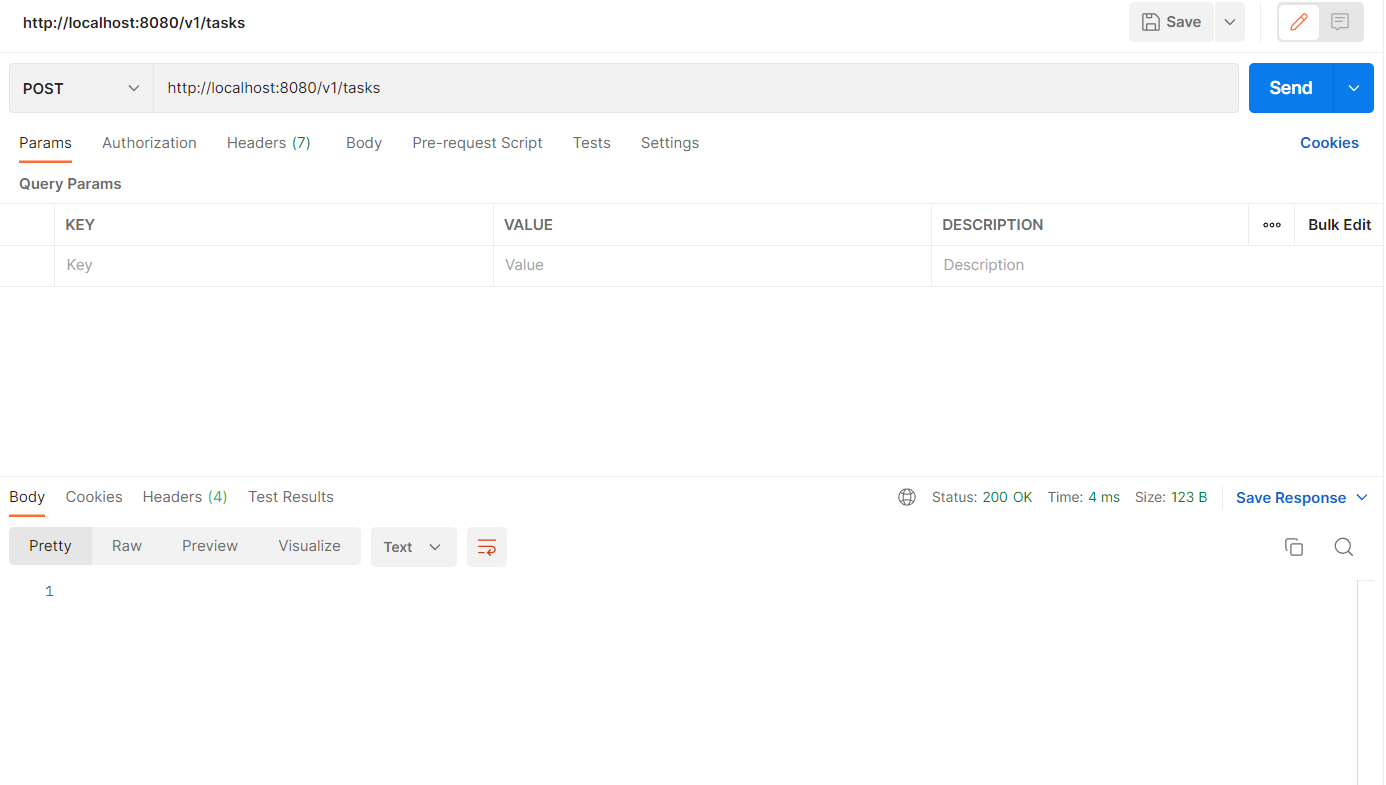 http://localhost:8080/v1/tasks
Save
POST
http://localhost:8080/v1/tasks
Send
Params Authorization Headers (7) Body Pre-request Script Tests Settings Cookies
Query Params
KEY VALUE DESCRIPTION Bulk Edit
Key Value Description
Body Cookies Headers (4) Test Results Status: 200 OK Time: 4 ms Size: 123 B Save Response
Pretty Raw Preview Visualize Text
1